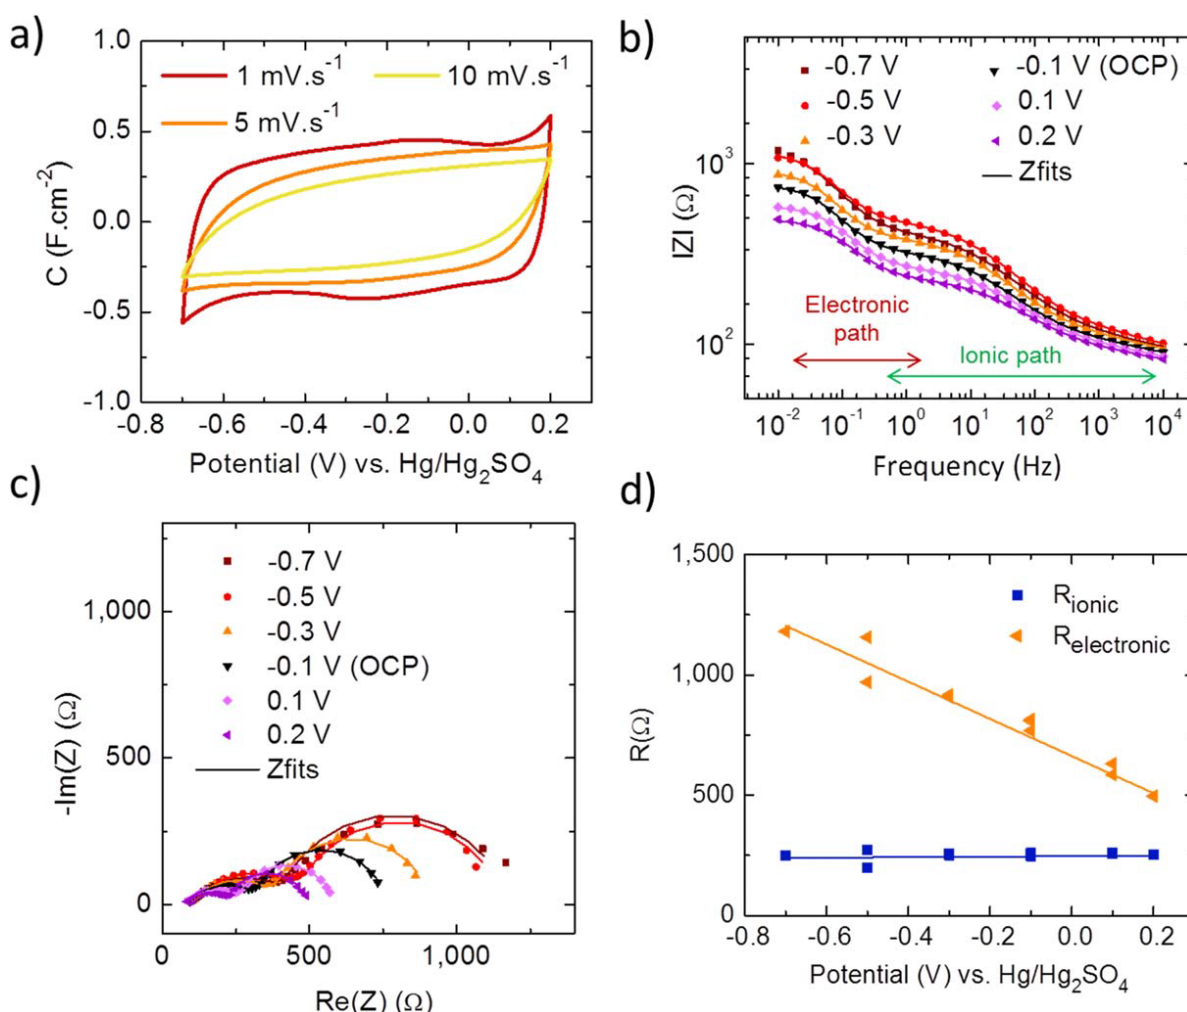 a)
1.0
0.5
0.0
-0.5
-1.0
C (F.cm⁻²)
1 mV.s⁻¹
10 mV.s⁻¹
5 mV.s⁻¹
-0.8 -0.6 -0.4 -0.2 0.0 0.2
Potential (V) vs. Hg/Hg₂SO₄
b)
-0.7 V
-0.1 V (OCP)
-0.5 V
0.1 V
-0.3 V
0.2 V
Zfits
10³
10²
IZI (Ω)
Electronic
path
Ionic path
10⁻² 10⁻¹ 10⁰ 10¹ 10² 10³ 10⁴
Frequency (Hz)
c)
-0.7 V
-0.5 V
-0.3 V
-0.1 V (OCP)
0.1 V
0.2 V
Zfits
1,000
500
0
-Im(Z) (Ω)
0 500 1,000
Re(Z) (Ω)
d)
1,500
1,000
500
0
R(Ω)
R_ionic
R_electronic
-0.8 -0.6 -0.4 -0.2 0.0 0.2
Potential (V) vs. Hg/Hg₂SO₄